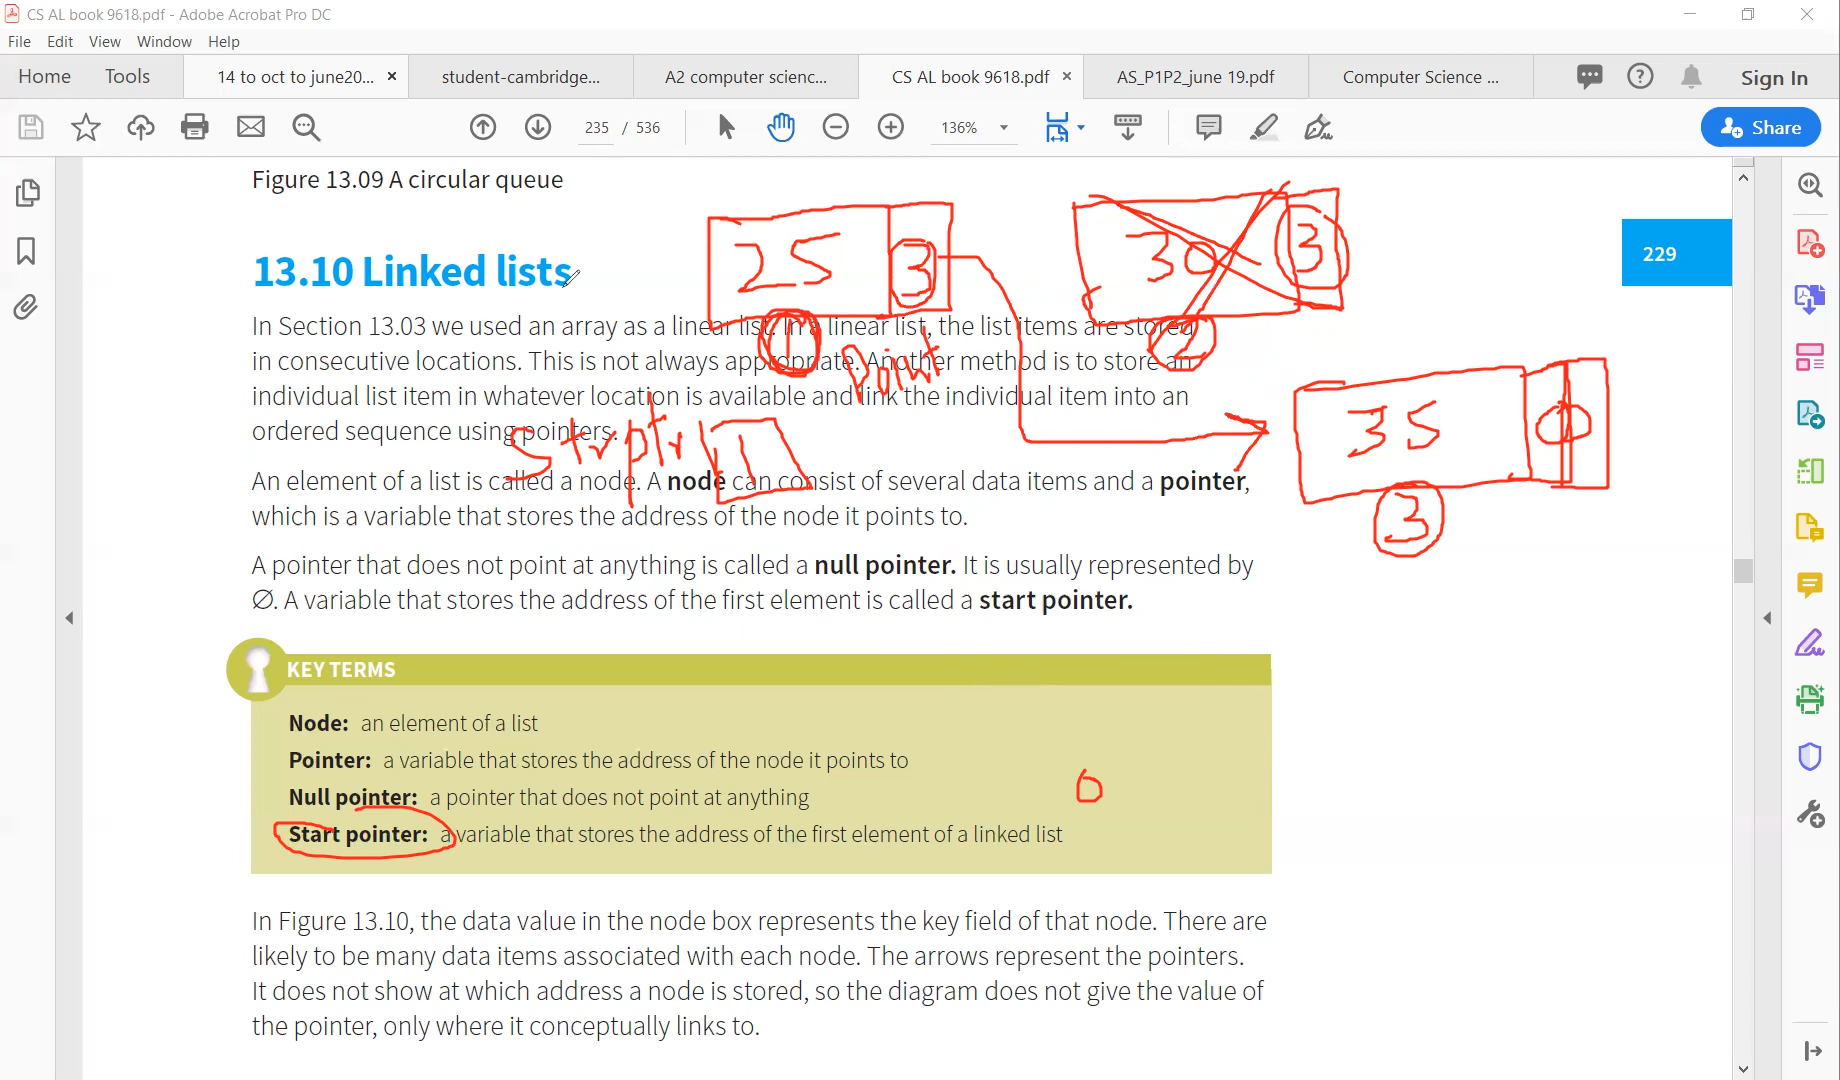 CS AL book 9618.pdf - Adobe Acrobat Pro DC
File Edit View Window Help
Home Tools 14 to oct to june20... × student-cambridge... A2 computer scienc... CS AL book 9618.pdf × AS_P1P2_june 19.pdf Computer Science ... Sign In
235 / 536 136% Share
Figure 13.09 A circular queue
25 3 30 3
229
13.10 Linked lists
In Section 13.03 we used an array as a linear list. In a linear list, the list items are stored
1 2
in consecutive locations. This is not always appropriate. Another method is to store an
Point
individual list item in whatever location is available and link the individual item into an
35 0
ordered sequence using pointers.
Strptr 1
An element of a list is called a node. A node can consist of several data items and a pointer,
which is a variable that stores the address of the node it points to.
3
A pointer that does not point at anything is called a null pointer. It is usually represented by
∅. A variable that stores the address of the first element is called a start pointer.
KEY TERMS
Node: an element of a list
Pointer: a variable that stores the address of the node it points to
Null pointer: a pointer that does not point at anything
0
Start pointer: a variable that stores the address of the first element of a linked list
In Figure 13.10, the data value in the node box represents the key field of that node. There are
likely to be many data items associated with each node. The arrows represent the pointers.
It does not show at which address a node is stored, so the diagram does not give the value of
the pointer, only where it conceptually links to.